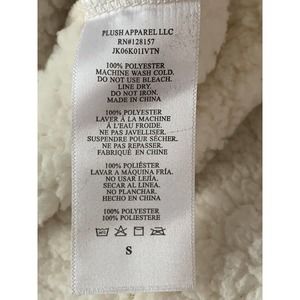 PLUSH APPAREL LLC
RN#128157
JK06K01IVTN
100% POLYESTER
MACHINE WASH COLD.
DO NOT USE BLEACH.
LINE DRY.
DO NOT IRON.
MADE IN CHINA
100% POLYESTER
LAVER À LA MACHINE
À L'EAU FROIDE.
NE PAS JAVELLISER.
SUSPENDRE POUR SÉCHER.
NE PAS REPASSER.
FABRIQUÉ EN CHINE
100% POLIÉSTER
LAVAR A MÁQUINA FRÍA.
NO USAR LEJÍA.
SECAR AL LINEAL.
NO PLANCHAR.
HECHO EN CHINA
100% POLYESTER
100% POLIESTERE
S